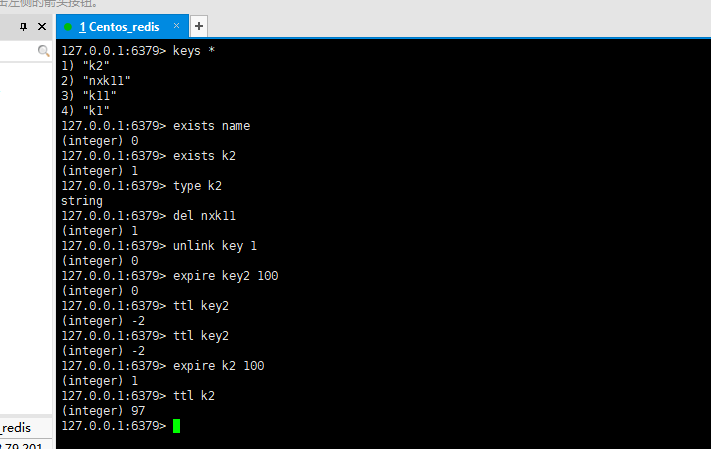 击左侧的箭头按钮。
1 Centos_redis
127.0.0.1:6379> keys *
1) "k2"
2) "nxk11"
3) "k11"
4) "k1"
127.0.0.1:6379> exists name
(integer) 0
127.0.0.1:6379> exists k2
(integer) 1
127.0.0.1:6379> type k2
string
127.0.0.1:6379> del nxk11
(integer) 1
127.0.0.1:6379> unlink key 1
(integer) 0
127.0.0.1:6379> expire key2 100
(integer) 0
127.0.0.1:6379> ttl key2
(integer) -2
127.0.0.1:6379> ttl key2
(integer) -2
127.0.0.1:6379> expire k2 100
(integer) 1
127.0.0.1:6379> ttl k2
(integer) 97
127.0.0.1:6379>
_redis
.79.201